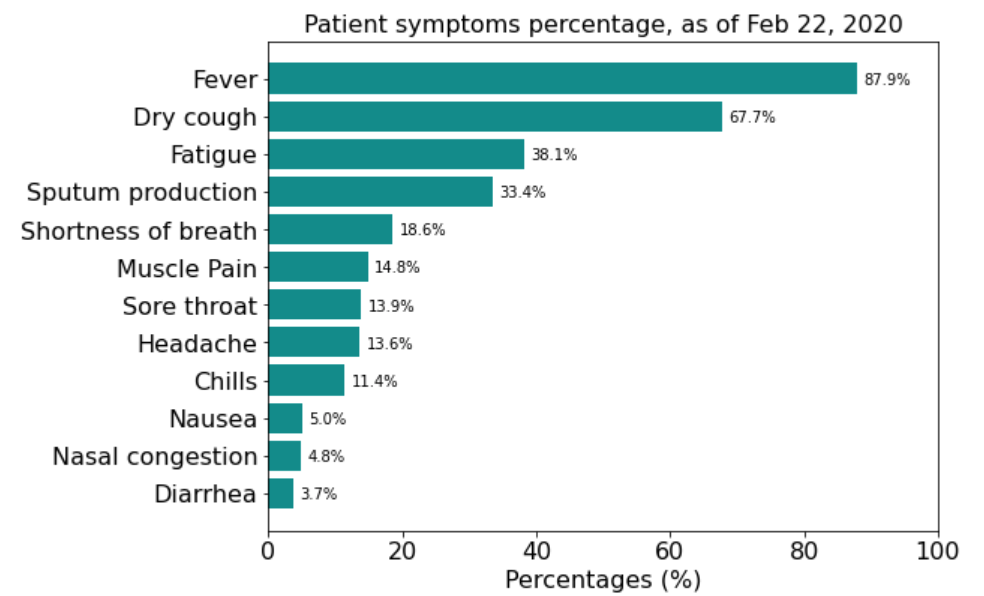 Patient symptoms percentage, as of Feb 22, 2020
Fever 87.9%
Dry cough 67.7%
Fatigue 38.1%
Sputum production 33.4%
Shortness of breath 18.6%
Muscle Pain 14.8%
Sore throat 13.9%
Headache 13.6%
Chills 11.4%
Nausea 5.0%
Nasal congestion 4.8%
Diarrhea 3.7%
0 20 40 60 80 100
Percentages (%)